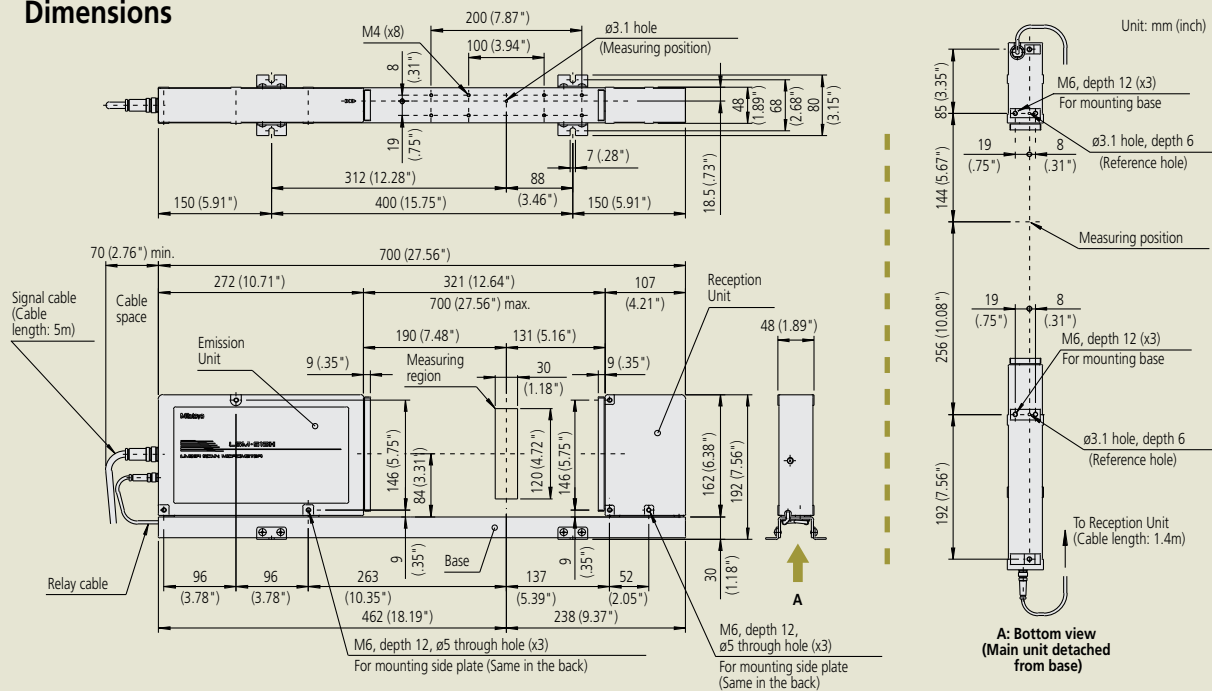 Dimensions
Unit: mm (inch)
200 (7.87")
M4 (x8)
100 (3.94")
ø3.1 hole
(Measuring position)
8
(.31")
19
(.75")
48
(1.89")
68
(2.68")
80
(3.15")
7 (.28")
18.5 (.73")
312 (12.28")
88
(3.46")
150 (5.91")
400 (15.75")
150 (5.91")
70 (2.76") min.
700 (27.56")
272 (10.71")
321 (12.64")
700 (27.56") max.
107
(4.21")
Reception
Unit
Signal cable
(Cable
length: 5m)
Cable
space
Emission
Unit
190 (7.48")
131 (5.16")
9 (.35")
Measuring
region
30
(1.18")
9 (.35")
48 (1.89")
Mitutoyo
LASER SCAN MICROMETER
146 (5.75")
84 (3.31")
120 (4.72")
146 (5.75")
162 (6.38")
192 (7.56")
9
(.35")
Base
9
(.35")
30
(1.18")
A
Relay cable
96
(3.78")
96
(3.78")
263
(10.35")
137
(5.39")
52
(2.05")
462 (18.19")
238 (9.37")
M6, depth 12, ø5 through hole (x3)
For mounting side plate (Same in the back)
M6, depth 12,
ø5 through hole (x3)
For mounting side plate
(Same in the back)
85 (3.35")
M6, depth 12 (x3)
For mounting base
ø3.1 hole, depth 6
(Reference hole)
19
(.75")
8
(.31")
144 (5.67")
Measuring position
256 (10.08")
19
(.75")
8
(.31")
M6, depth 12 (x3)
For mounting base
ø3.1 hole, depth 6
(Reference hole)
192 (7.56")
To Reception Unit
(Cable length: 1.4m)
A: Bottom view
(Main unit detached
from base)